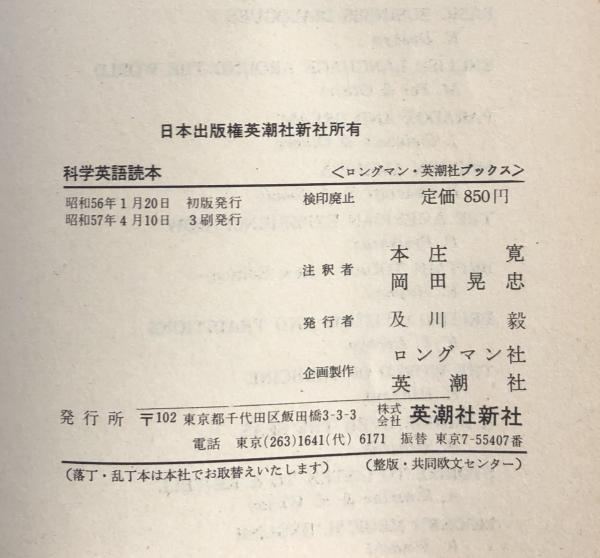 日本出版権英潮社新社所有
科学英語読本 <ロングマン・英潮社ブックス>
昭和56年1月20日 初版発行 検印廃止 定価 850円
昭和57年4月10日 3刷発行
注釈者 本庄寛
岡田晃忠
発行者 及川毅
企画製作 ロングマン社
英潮社
発行所 〒102 東京都千代田区飯田橋3-3-3 株式会社 英潮社新社
電話 東京(263)1641(代) 6171 振替 東京7-55407番
(落丁・乱丁本は本社でお取替えいたします) (整版・共同欧文センター)